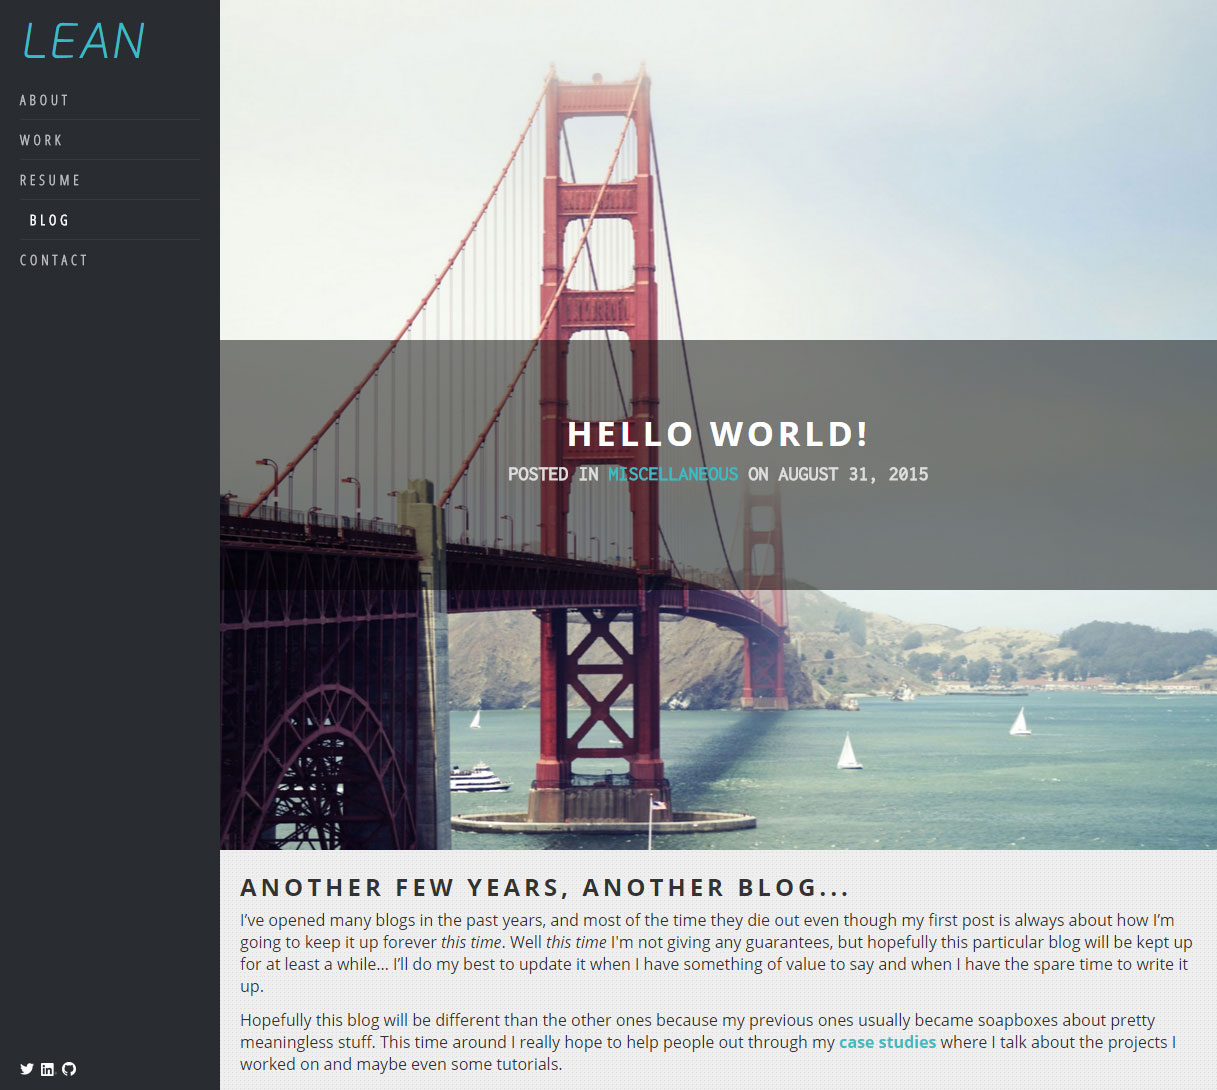 LEAN
ABOUT
WORK
RESUME
BLOG
CONTACT
HELLO WORLD!
POSTED IN MISCELLANEOUS ON AUGUST 31, 2015
ANOTHER FEW YEARS, ANOTHER BLOG...
I’ve opened many blogs in the past years, and most of the time they die out even though my first post is always about how I’m
going to keep it up forever this time. Well this time I'm not giving any guarantees, but hopefully this particular blog will be kept up
for at least a while... I’ll do my best to update it when I have something of value to say and when I have the spare time to write it
up.
Hopefully this blog will be different than the other ones because my previous ones usually became soapboxes about pretty
meaningless stuff. This time around I really hope to help people out through my case studies where I talk about the projects I
worked on and maybe even some tutorials.